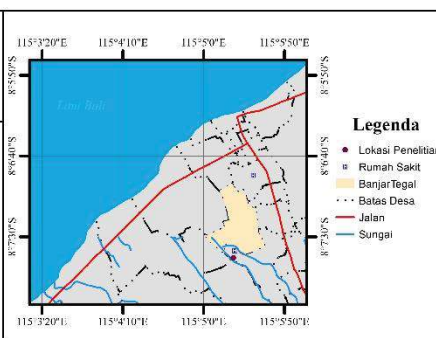 115°3'20"E 115°4'10"E 115°5'0"E 115°5'50"E
8°5'50"S 8°5'50"S
Laut Bali
8°6'40"S 8°6'40"S
8°7'30"S 8°7'30"S
115°3'20"E 115°4'10"E 115°5'0"E 115°5'50"E
Legenda
Lokasi Penelitian
Rumah Sakit
BanjarTegal
Batas Desa
Jalan
Sungai